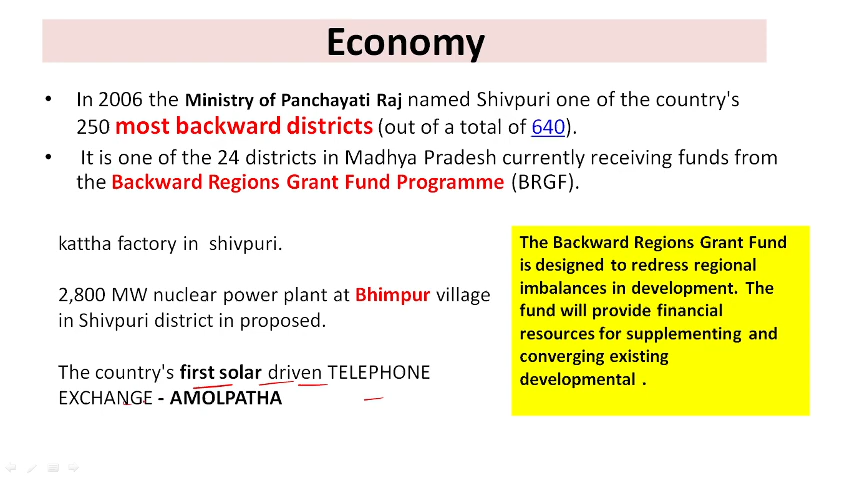 Economy
• In 2006 the Ministry of Panchayati Raj named Shivpuri one of the country's
250 most backward districts (out of a total of 640).
• It is one of the 24 districts in Madhya Pradesh currently receiving funds from
the Backward Regions Grant Fund Programme (BRGF).
kattha factory in shivpuri.
2,800 MW nuclear power plant at Bhimpur village
in Shivpuri district in proposed.
The country's first solar driven TELEPHONE
EXCHANGE - AMOLPATHA
The Backward Regions Grant Fund
is designed to redress regional
imbalances in development. The
fund will provide financial
resources for supplementing and
converging existing
developmental .